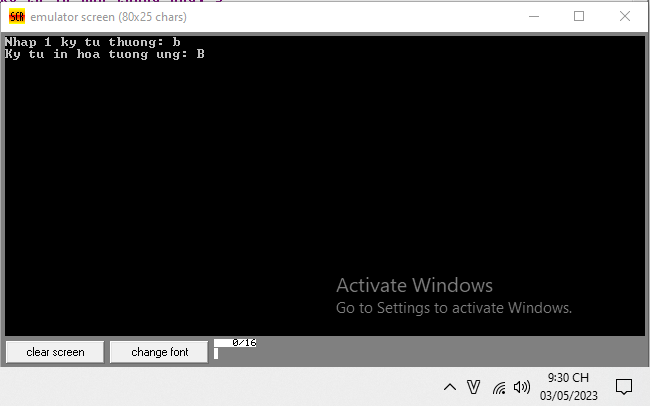 SCR emulator screen (80x25 chars)
Nhap 1 ky tu thuong: b
Ky tu in hoa tuong ung: B
Activate Windows
Go to Settings to activate Windows.
clear screen
change font
0/16
9:30 CH
03/05/2023